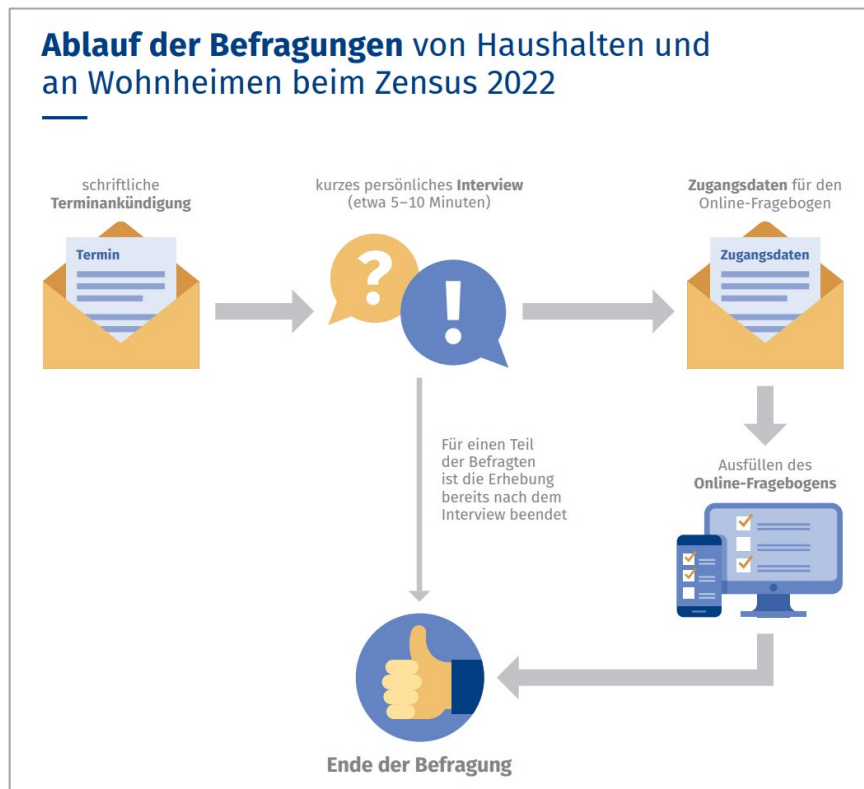 Ablauf der Befragungen von Haushalten und
an Wohnheimen beim Zensus 2022
schriftliche
Terminankündigung
Termin
kurzes persönliches Interview
(etwa 5–10 Minuten)
?
!
Zugangsdaten für den
Online-Fragebogen
Zugangsdaten
Für einen Teil
der Befragten
ist die Erhebung
bereits nach dem
Interview beendet
Ausfüllen des
Online-Fragebogens
Ende der Befragung